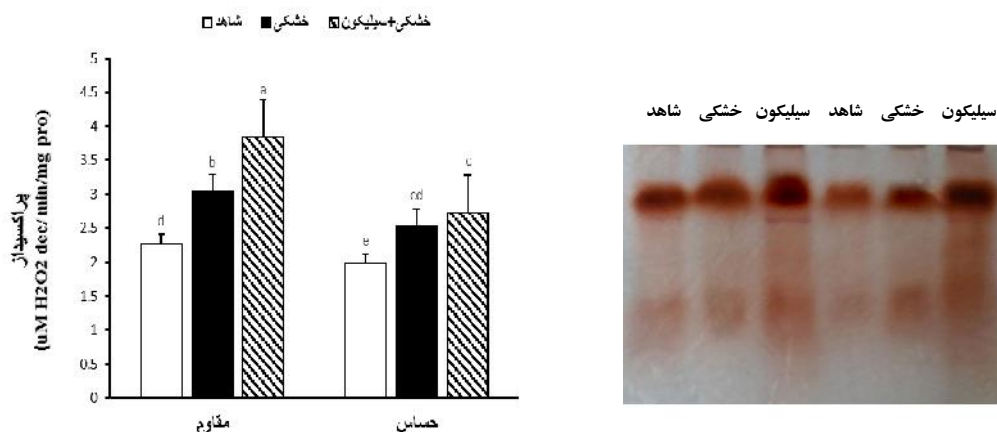 شاهد خشکی خشکی+سیلیکون
پراکسیداز
(uM H2O2 dec/ min/mg pro)
5
4.5
4
3.5
3
2.5
2
1.5
1
0.5
0
d b a e cd c
مقاوم حساس
شاهد خشکی سیلیکون شاهد خشکی سیلیکون